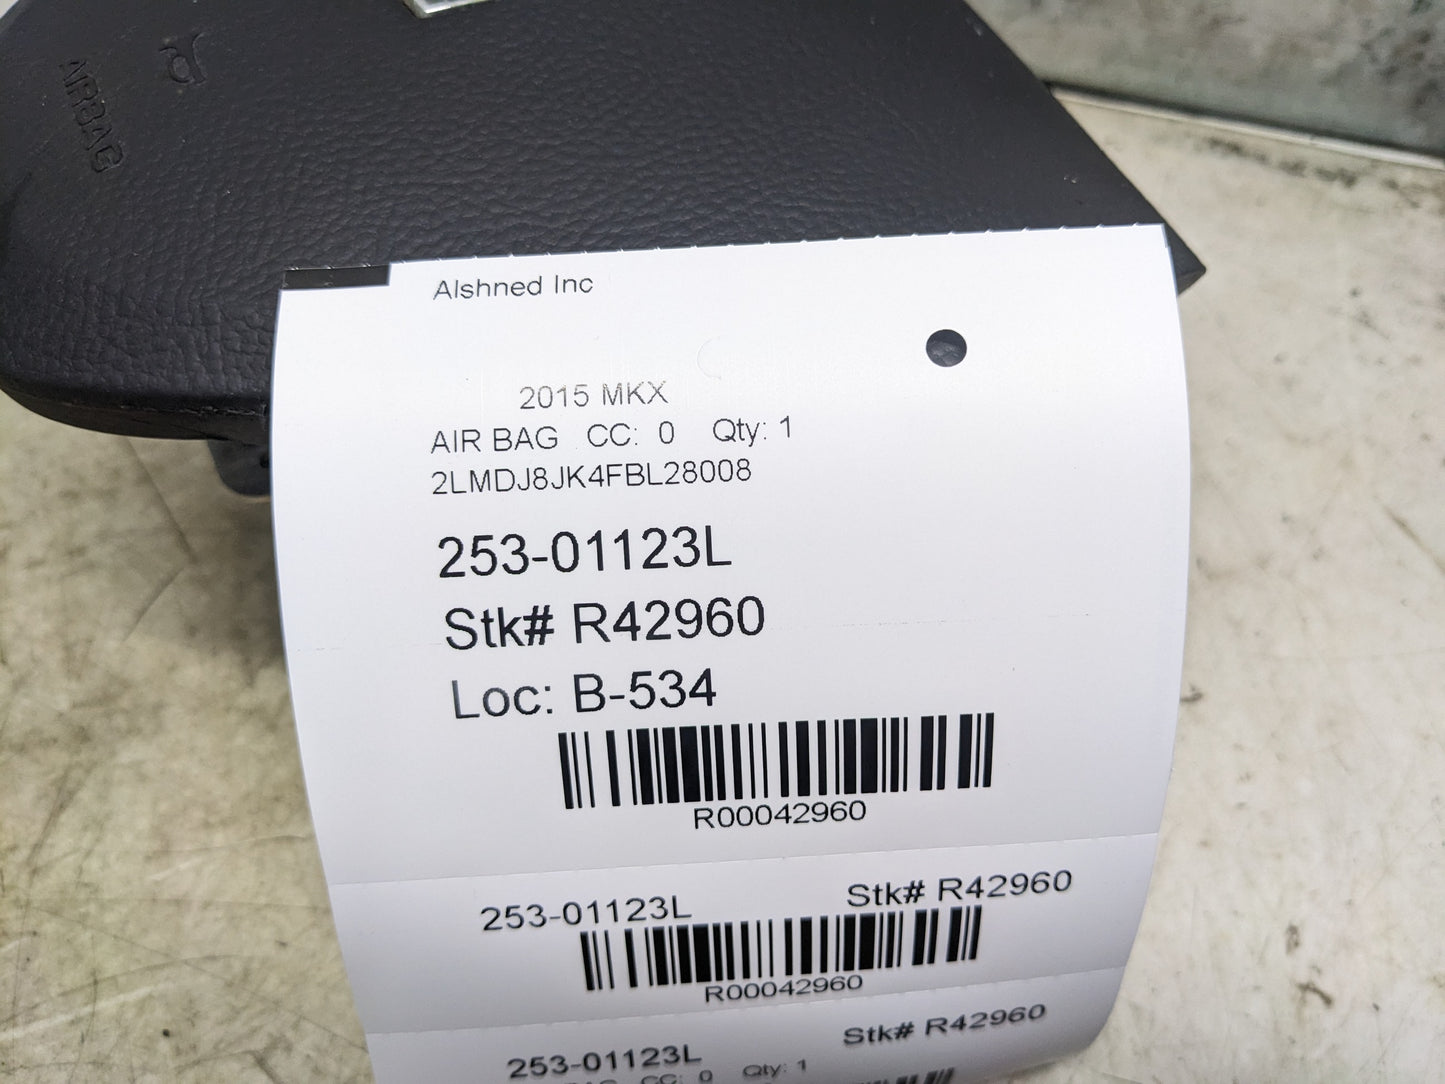 AIRBAG
Alshned Inc
2015 MKX
AIR BAG CC: 0 Qty: 1
2LMDJ8JK4FBL28008
253-01123L
Stk# R42960
Loc: B-534
R00042960
253-01123L Stk# R42960
R00042960
253-01123L Stk# R42960
BAG CC: 0 Qty: 1